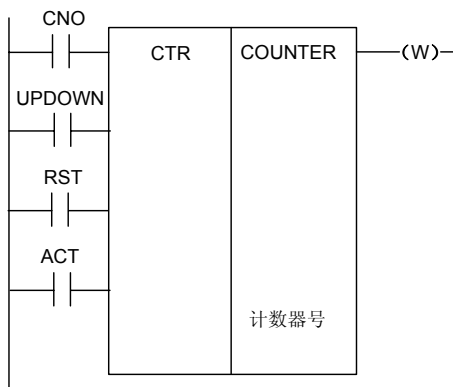 CNO
CTR
COUNTER
(W)
UPDOWN
RST
ACT
计数器号